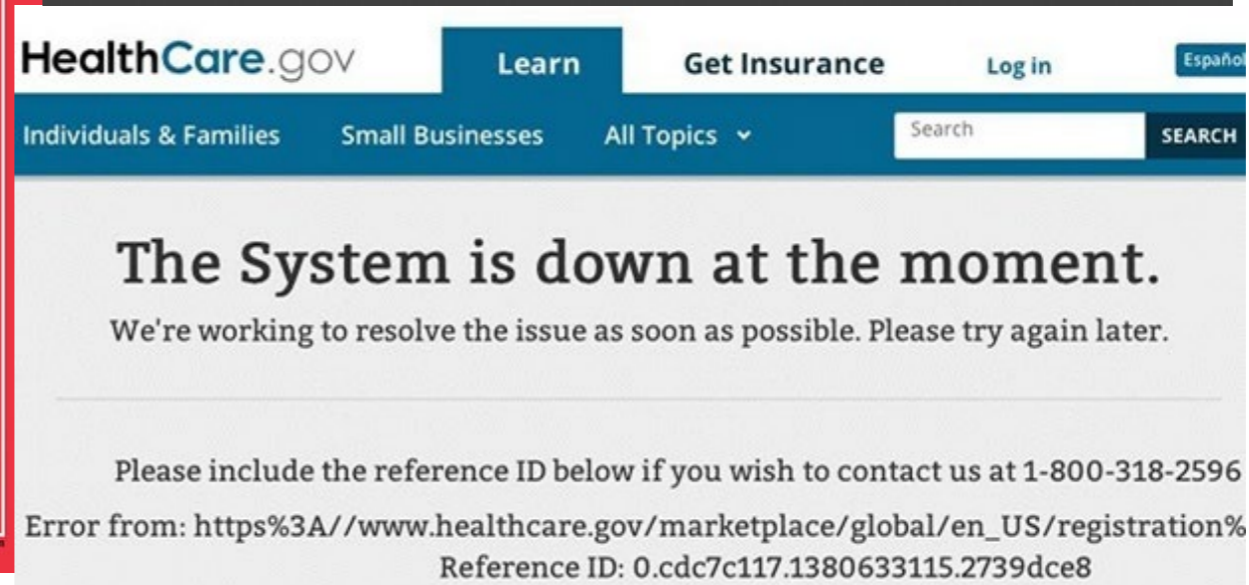 HealthCare.gov Learn Get Insurance Log in Español
Individuals & Families Small Businesses All Topics Search SEARCH
The System is down at the moment.
We're working to resolve the issue as soon as possible. Please try again later.
Please include the reference ID below if you wish to contact us at 1-800-318-2596
Error from: https%3A//www.healthcare.gov/marketplace/global/en_US/registration%
Reference ID: 0.cdc7c117.1380633115.2739dce8